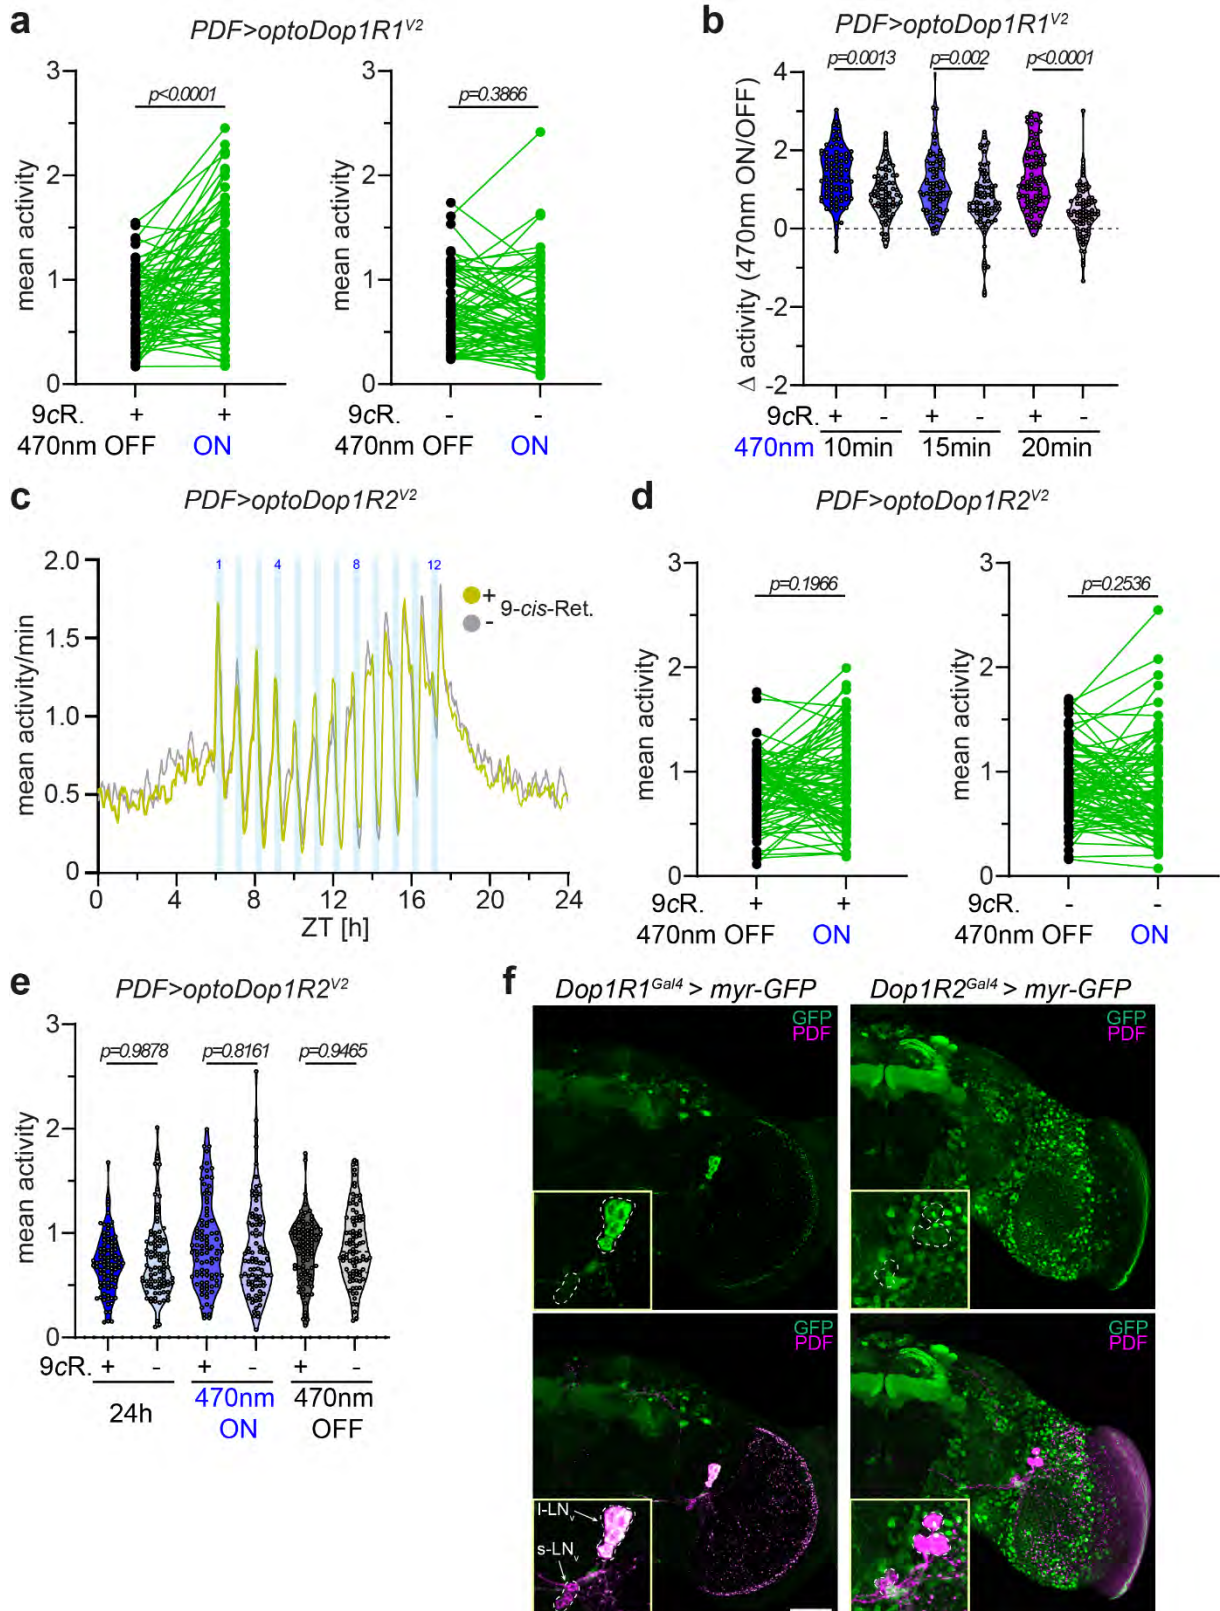 a
PDF>optoDop1R1V2
mean activity
3
2
1
0
p<0.0001
9cR. + +
470nm OFF ON
mean activity
3
2
1
0
p=0.3866
9cR. - -
470nm OFF ON
b
PDF>optoDop1R1V2
Δ activity (470nm ON/OFF)
4
2
0
-2
p=0.0013 p=0.002 p<0.0001
9cR. + - + - + -
470nm 10min 15min 20min
c
PDF>optoDop1R2V2
mean activity/min
2.0
1.5
1.0
0.5
0
1 4 8 12
+
-
9-cis-Ret.
0 4 8 12 16 20 24
ZT [h]
d
PDF>optoDop1R2V2
mean activity
3
2
1
0
p=0.1966
9cR. + +
470nm OFF ON
mean activity
3
2
1
0
p=0.2536
9cR. - -
470nm OFF ON
e
PDF>optoDop1R2V2
mean activity
3
2
1
0
p=0.9878 p=0.8161 p=0.9465
9cR. + - + - + -
24h
470nm
ON
470nm
OFF
f
Dop1R1Gal4 > myr-GFP
Dop1R2Gal4 > myr-GFP
GFP
PDF
GFP
PDF
GFP
PDF
l-LNv
s-LNv
GFP
PDF